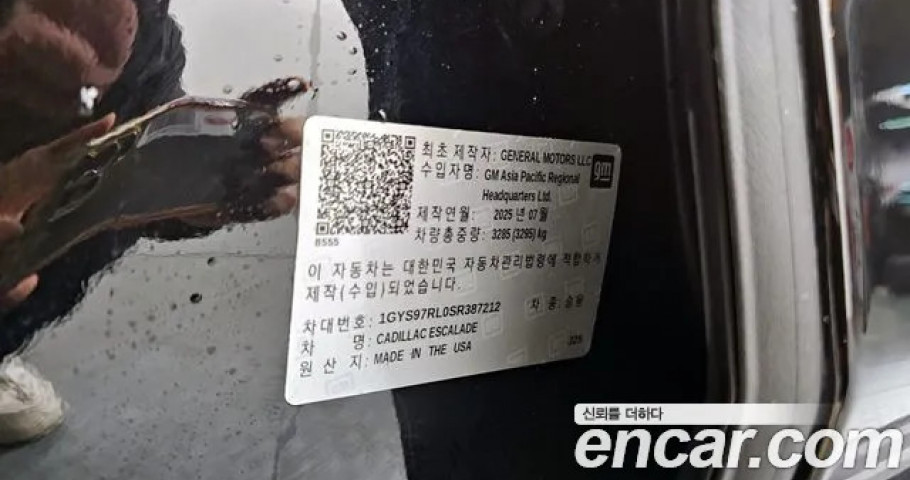 최초 제작자: GENERAL MOTORS LLC
gm
수입자명: GM Asia Pacific Regional
Headquarters Ltd.
제작연월: 2025 년 07 월
차량총중량: 3285 (3295) kg
8555
이 자동차는 대한민국 자동차관리법령에 적합하게
제작(수입)되었습니다.
차대번호: 1GYS97RL0SR387212 차 종: 승용
차 명: CADILLAC ESCALADE
원 산 지: MADE IN THE USA
신뢰를 더하다
encar.com